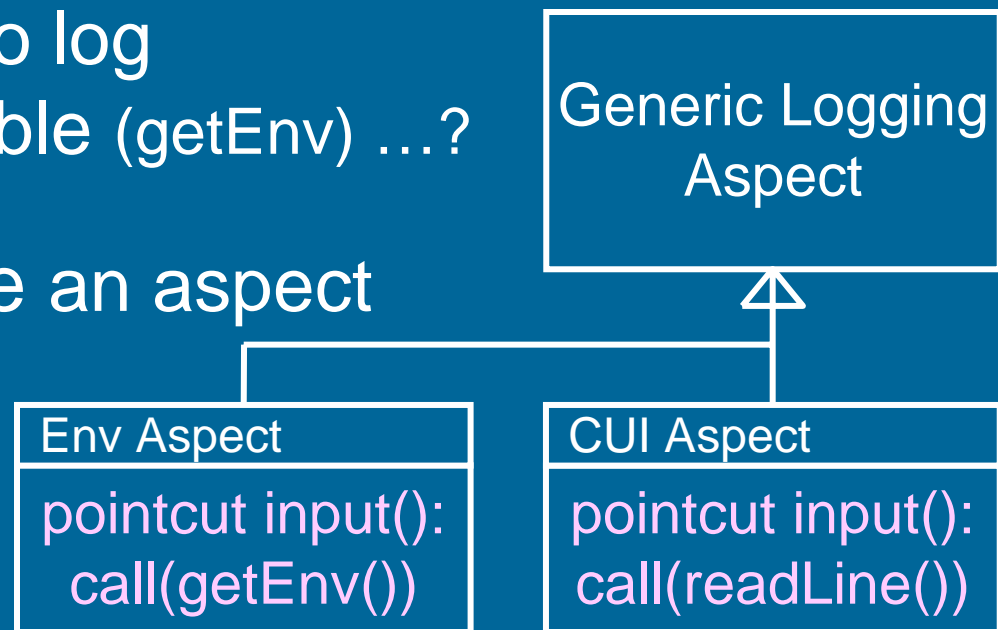 o log
ble (getEnv) …?
e an aspect
Generic Logging
Aspect
Env Aspect
pointcut input():
call(getEnv())
CUI Aspect
pointcut input():
call(readLine())